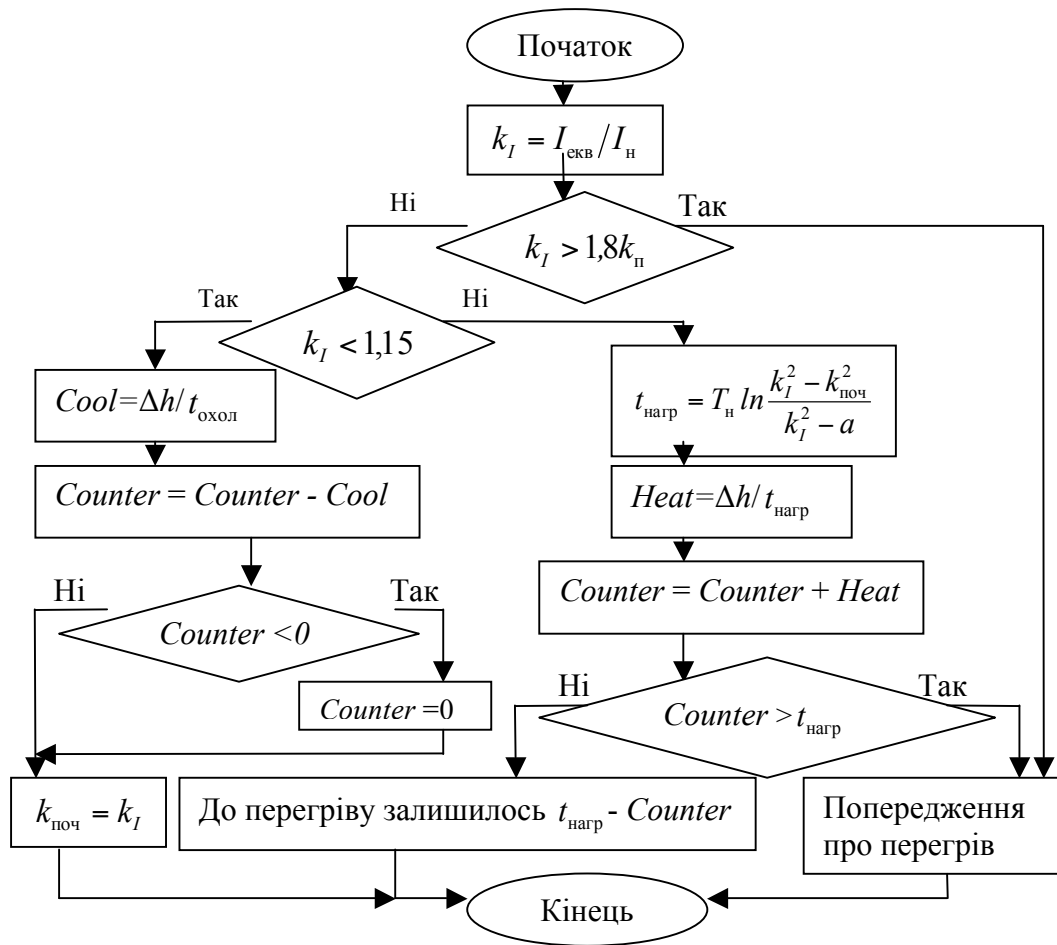 Початок
k_I = I_екв/I_н
Ні
Так
k_I > 1,8k_п
Так
Ні
k_I < 1,15
Cool=Δh/t_охол
t_нагр = T_н ln (k_I^2 − k_поч^2)/(k_I^2 − a)
Counter = Counter - Cool
Heat=Δh/t_нагр
Ні
Так
Counter <0
Counter = Counter + Heat
Counter =0
Ні
Так
Counter > t_нагр
k_поч = k_I
До перегріву залишилось t_нагр - Counter
Попередження
про перегрів
Кінець